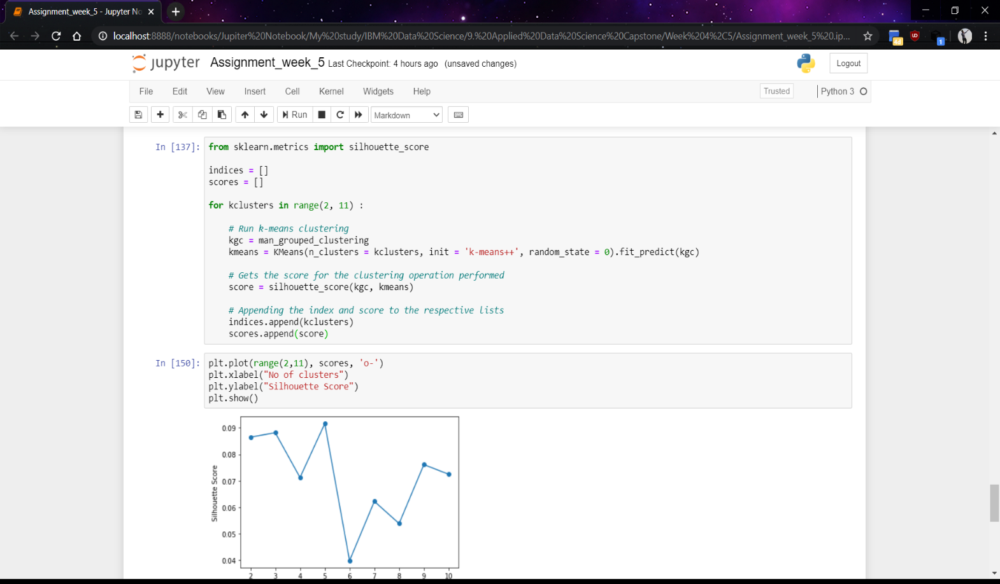 Assignment_week_5 - Jupyter No
localhost:8888/notebooks/Jupiter%20Notebook/My%20study/IBM%20Data%20Science/9.%20Applied%20Data%20Science%20Capstone/Week%204%2C5/Assignment_week_5%20.ip...
4d
1
jupyter Assignment_week_5 Last Checkpoint: 4 hours ago (unsaved changes)
Logout
File Edit View Insert Cell Kernel Widgets Help
Trusted
Python 3
Run
Markdown
In [137]: from sklearn.metrics import silhouette_score
indices = []
scores = []
for kclusters in range(2, 11) :
# Run k-means clustering
kgc = man_grouped_clustering
kmeans = KMeans(n_clusters = kclusters, init = 'k-means++', random_state = 0).fit_predict(kgc)
# Gets the score for the clustering operation performed
score = silhouette_score(kgc, kmeans)
# Appending the index and score to the respective lists
indices.append(kclusters)
scores.append(score)
In [150]: plt.plot(range(2,11), scores, 'o-')
plt.xlabel("No of clusters")
plt.ylabel("Silhouette Score")
plt.show()
Silhouette Score
0.09
0.08
0.07
0.06
0.05
0.04
2 3 4 5 6 7 8 9 10